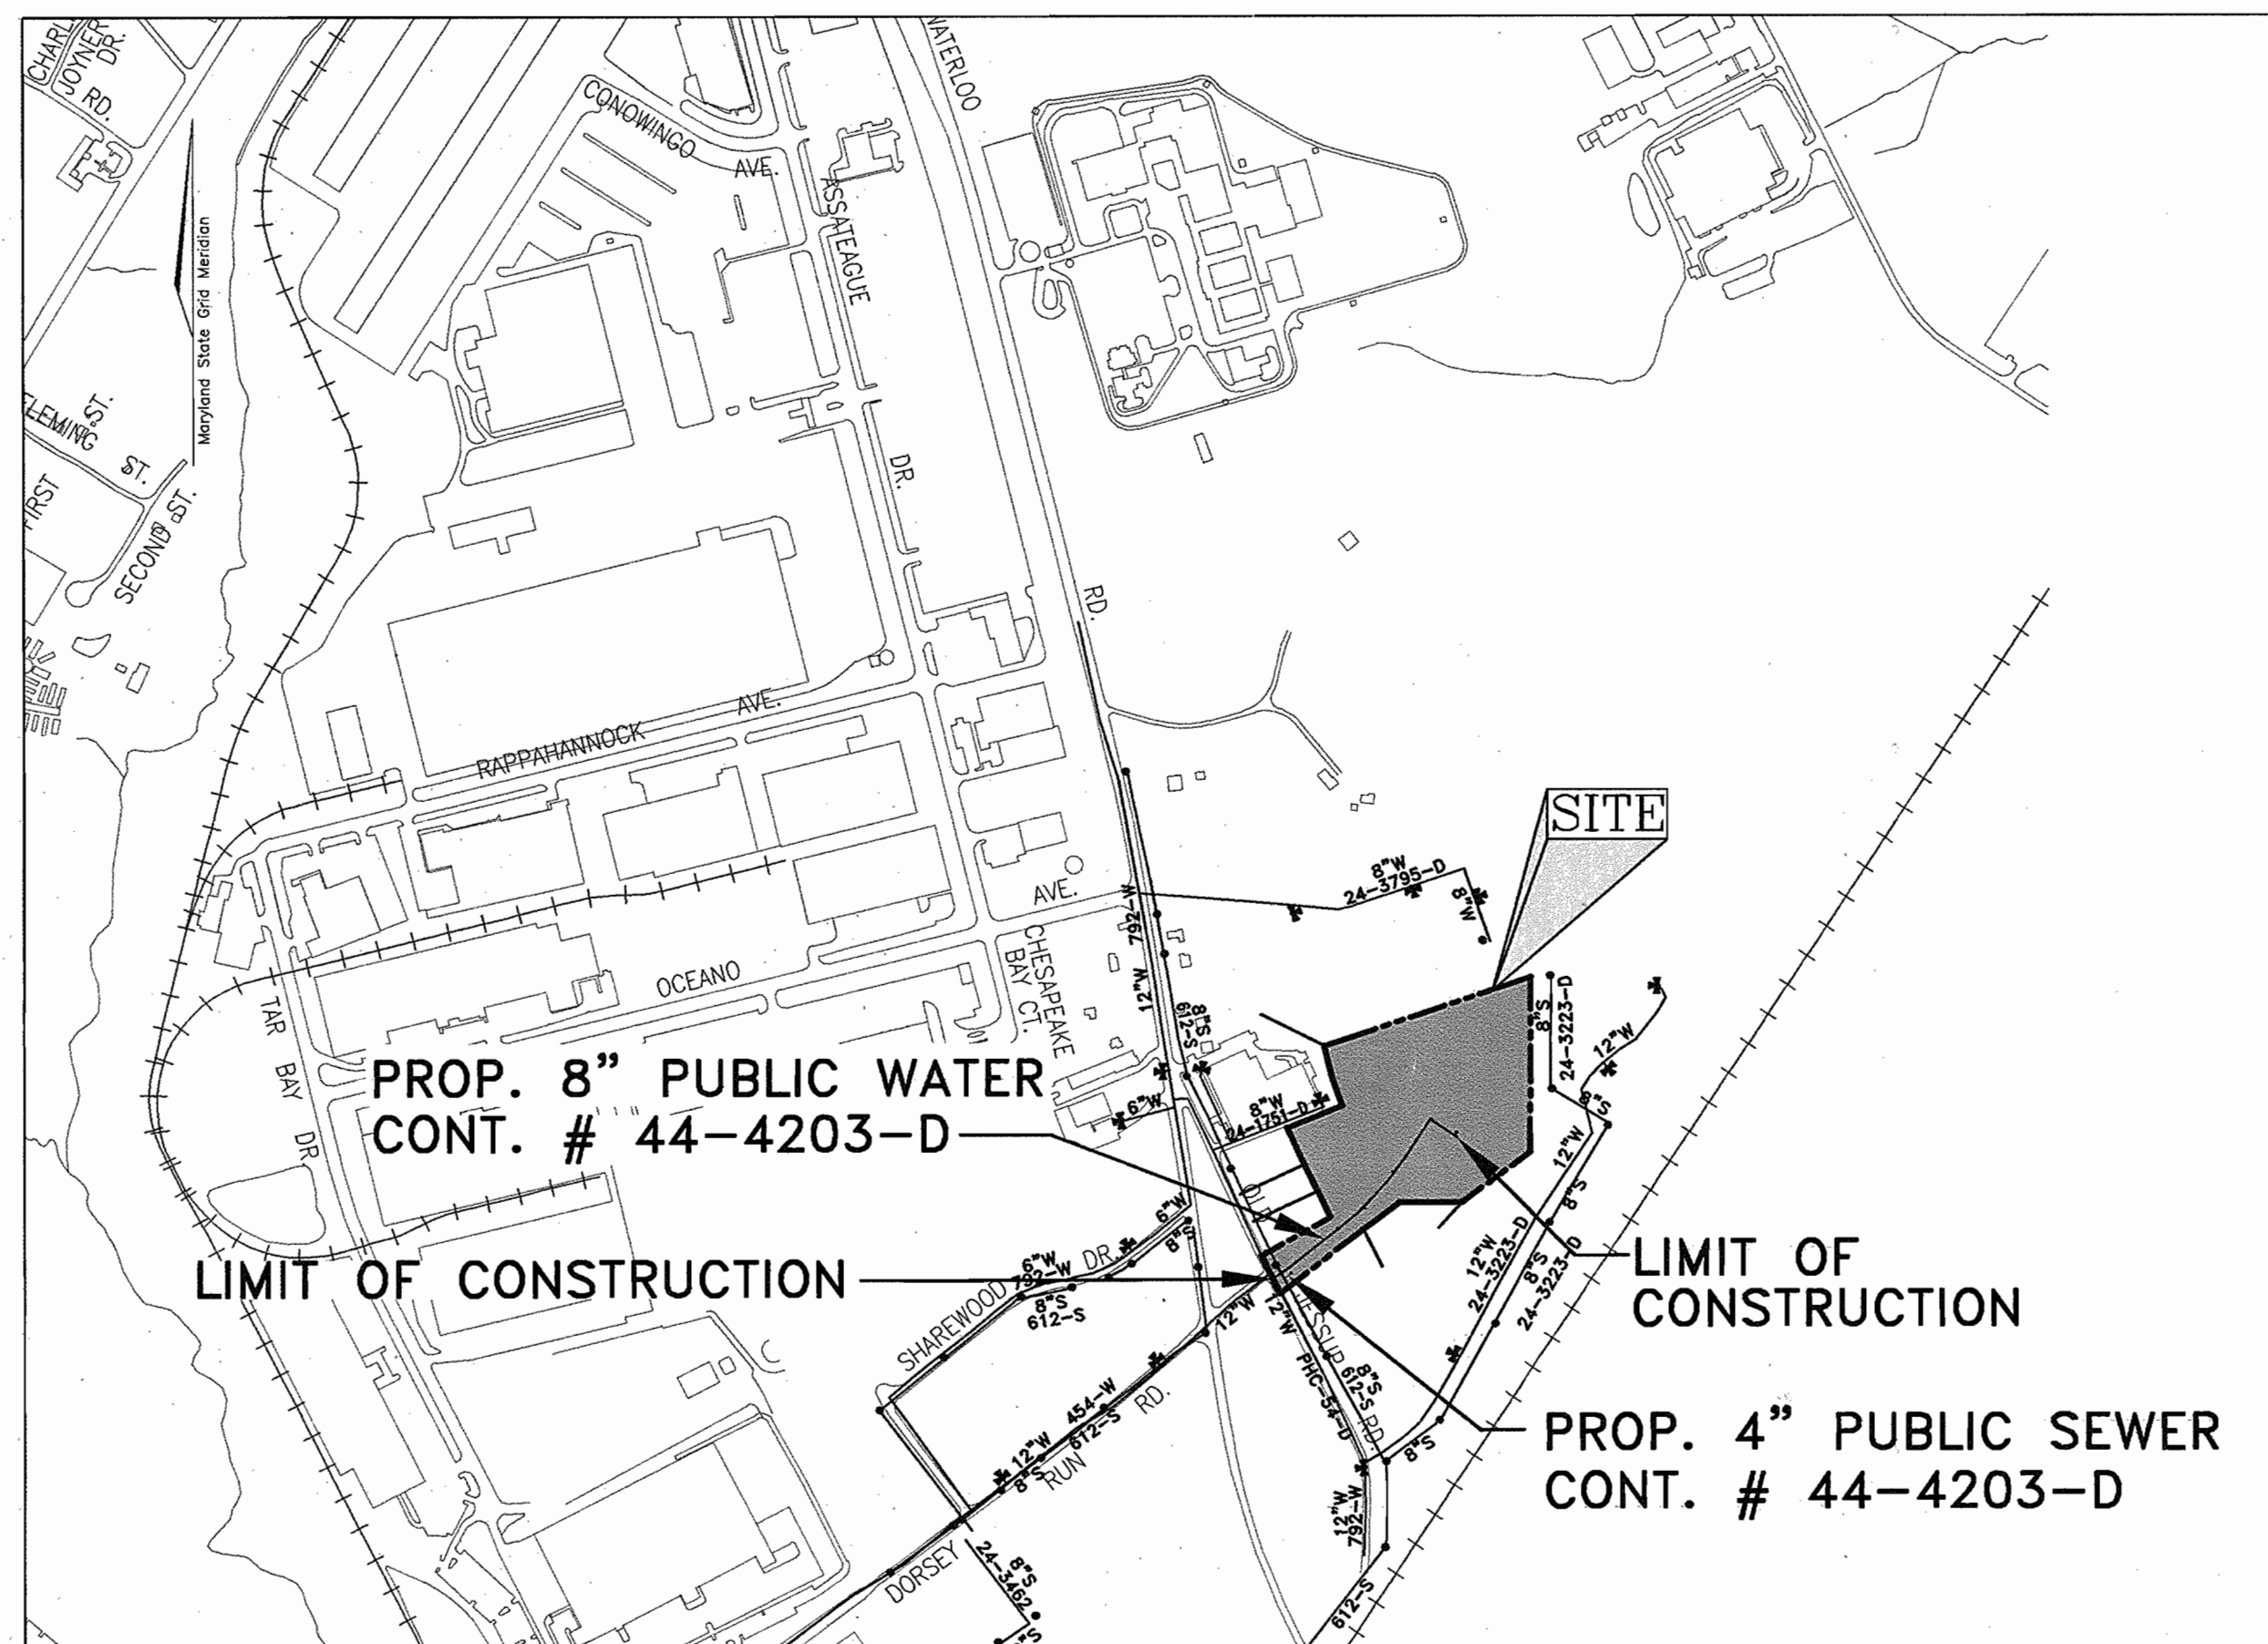 CHARL
JOYNER
DR.
RD.
WATERLOO
CONOWINGO
AVE.
ASSATEAGUE
Maryland State Grid Meridian
FLEMING
ST.
ST.
FIRST
SECOND ST.
DR.
RD.
RAPPAHANNOCK
AVE.
SITE
8"W
24-3795-D
8"W
AVE.
792-W
12"W
CHESAPEAKE
BAY CT.
OCEANO
TAR
BAY
DR.
8"S
612-S
8"S
24-3223-D
12"W
8"S
PROP. 8" PUBLIC WATER
CONT. # 44-4203-D
6"W
8"W
24-1751-D
12"W
8"S
OLD
6"W
8"S
LIMIT OF CONSTRUCTION
6"W
792-W
DR.
8"S
612-S
SHAREWOOD
12"W
12"W
JESSUP
LIMIT OF
CONSTRUCTION
12"W
24-3223-D
8"S
24-3223-D
PHC-54-D
8"S
612-S
RD.
8"S
454-W
612-S
RD.
12"W
8"S
RUN
PROP. 4" PUBLIC SEWER
CONT. # 44-4203-D
12"W
792-W
DORSEY
8"S
24-3462
612-S
"S